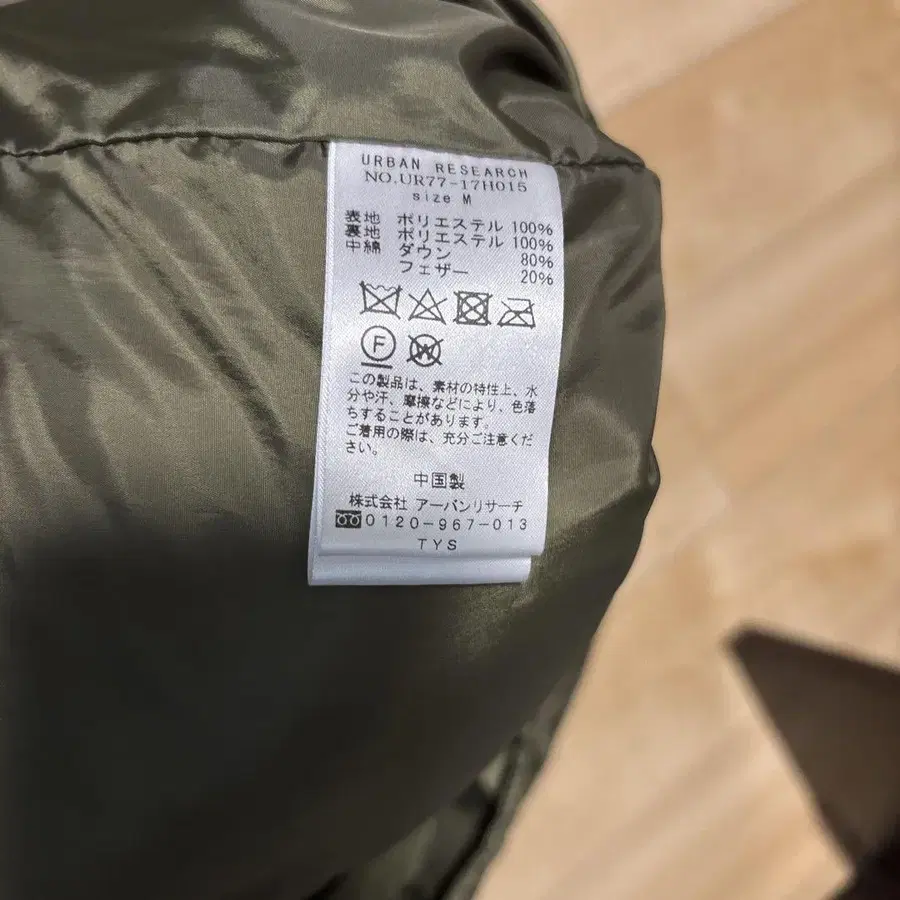 URBAN RESEARCH
NO.UR77-17H015
size M
表地 ポリエステル 100%
裏地 ポリエステル 100%
中綿 ダウン 80%
フェザー 20%
F W
この製品は、素材の特性上、水
分や汗、摩擦などにより、色落
ちすることがあります。
ご着用の際は、充分ご注意くだ
さい。
中国製
株式会社 アーバンリサーチ
0120-967-013
TYS